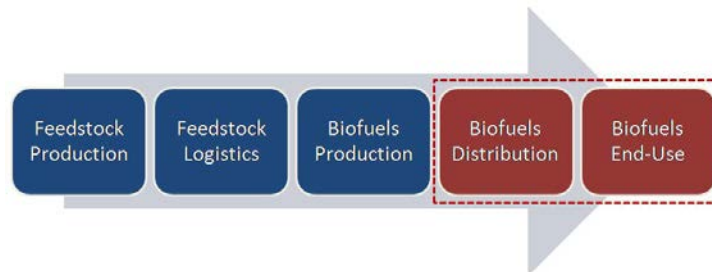 Feedstock
Production
Feedstock
Logistics
Biofuels
Production
Biofuels
Distribution
Biofuels
End-Use